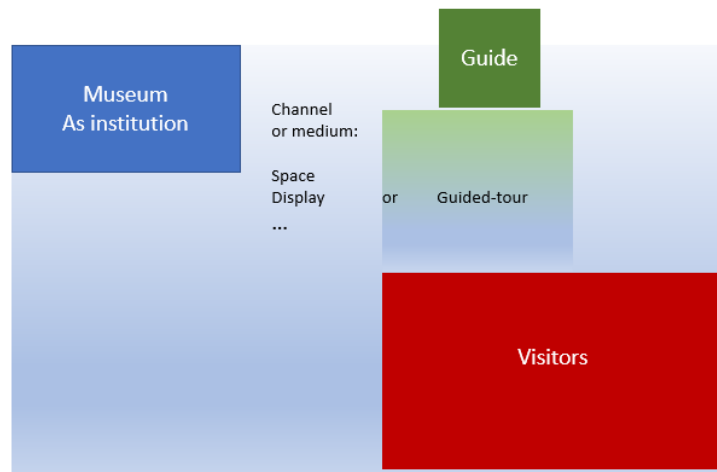 Guide
Museum
As institution
Channel
or medium:
Space
Display or Guided-tour
...
Visitors